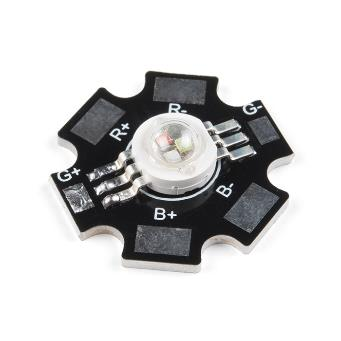 R-
G-
R+
G+
B-
B+